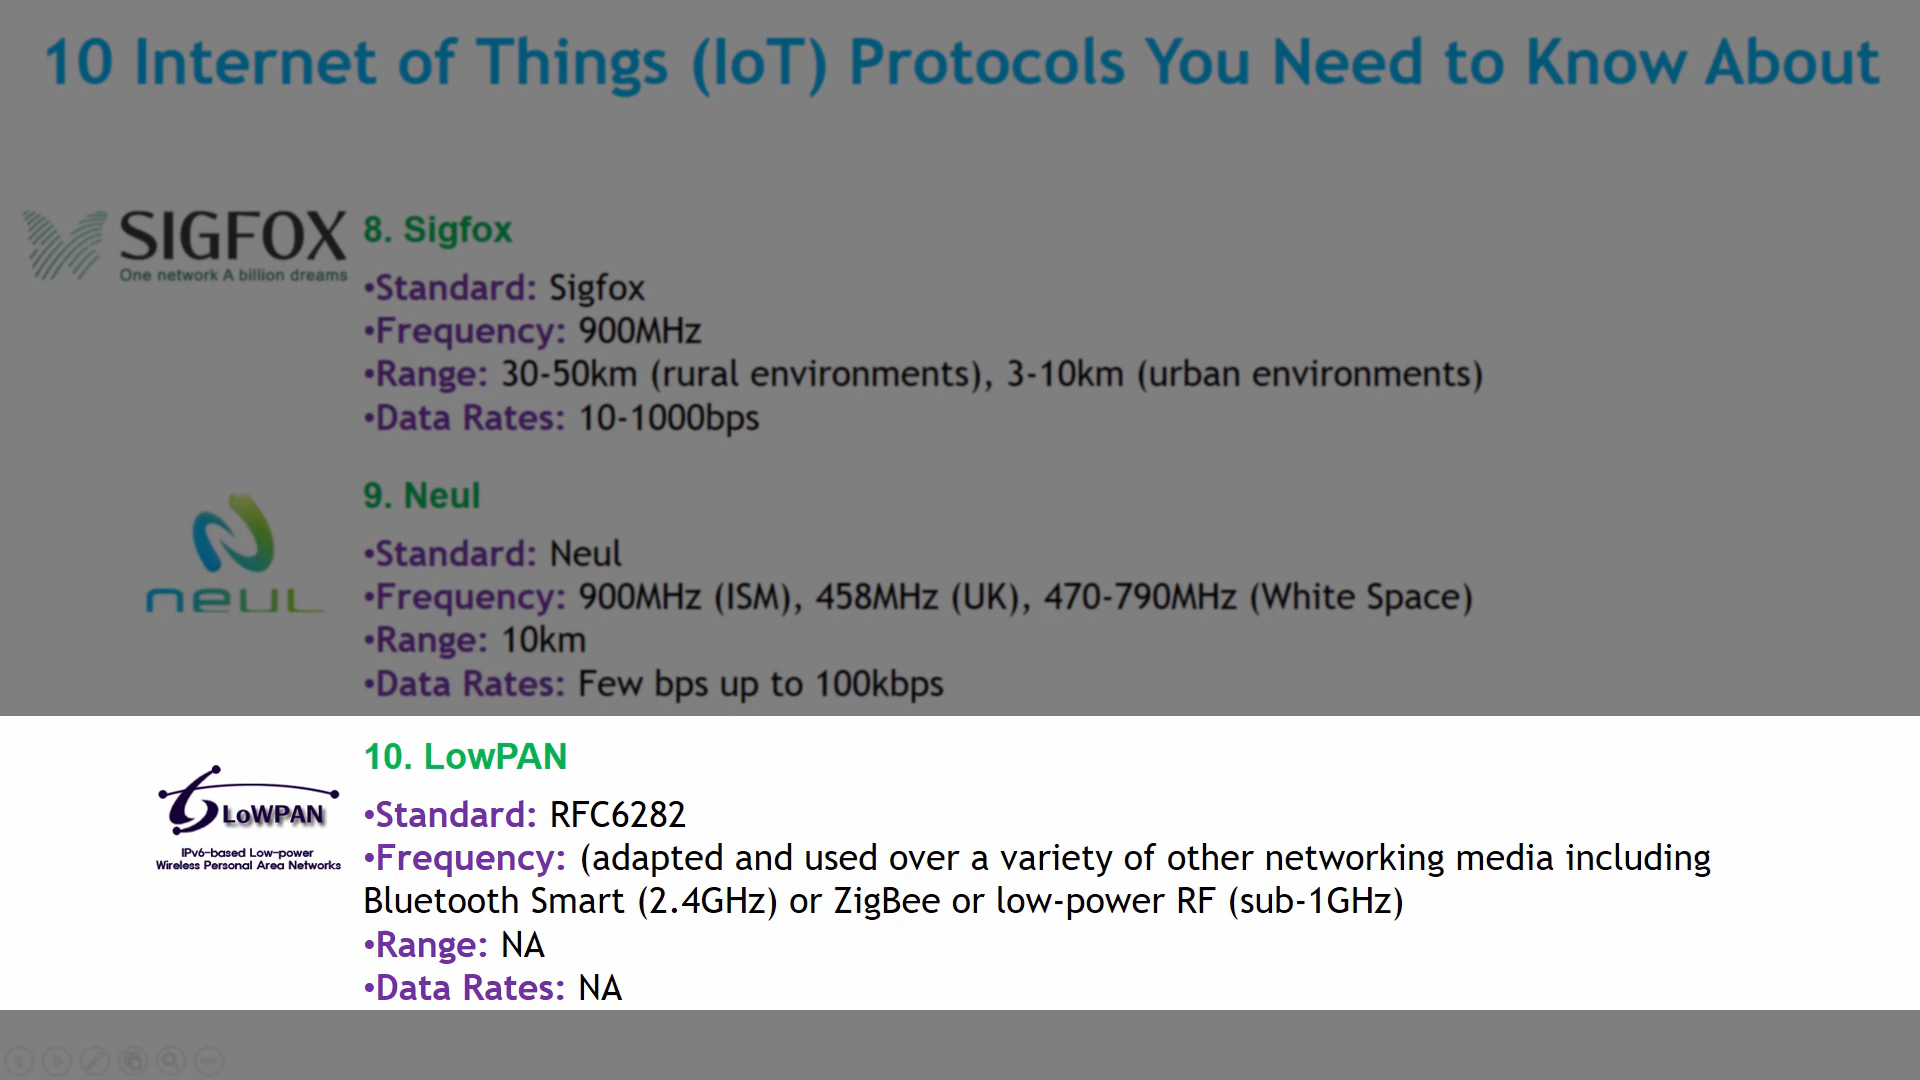 10 Internet of Things (IoT) Protocols You Need to Know About
SIGFOX
One network A billion dreams
8. Sigfox
•Standard: Sigfox
•Frequency: 900MHz
•Range: 30-50km (rural environments), 3-10km (urban environments)
•Data Rates: 10-1000bps
neul
9. Neul
•Standard: Neul
•Frequency: 900MHz (ISM), 458MHz (UK), 470-790MHz (White Space)
•Range: 10km
•Data Rates: Few bps up to 100kbps
6LoWPAN
IPv6-based Low-power
Wireless Personal Area Networks
10. LowPAN
•Standard: RFC6282
•Frequency: (adapted and used over a variety of other networking media including
Bluetooth Smart (2.4GHz) or ZigBee or low-power RF (sub-1GHz)
•Range: NA
•Data Rates: NA